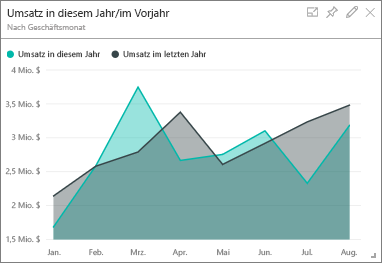 Umsatz in diesem Jahr/im Vorjahr
Nach Geschäftsmonat
Umsatz in diesem Jahr Umsatz im letzten Jahr
4 Mio. $
3,5 Mio. $
3 Mio. $
2,5 Mio. $
2 Mio. $
1,5 Mio. $
Jan. Feb. Mrz. Apr. Mai Jun. Jul. Aug.